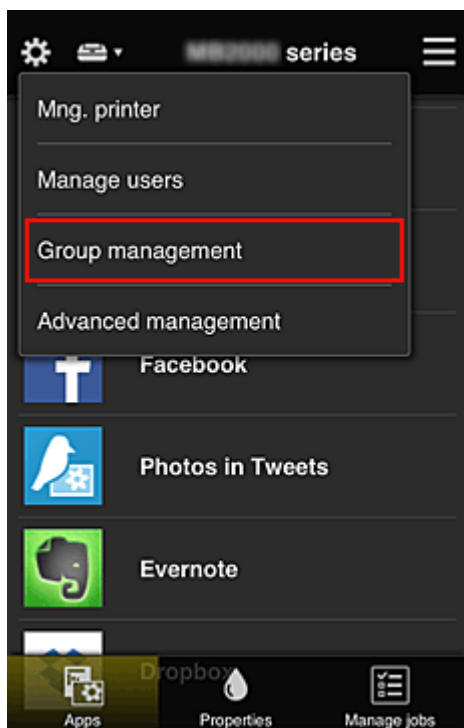 series
Mng. printer
Manage users
Group management
Advanced management
Facebook
Photos in Tweets
Evernote
Dropbox
Apps
Properties
Manage jobs